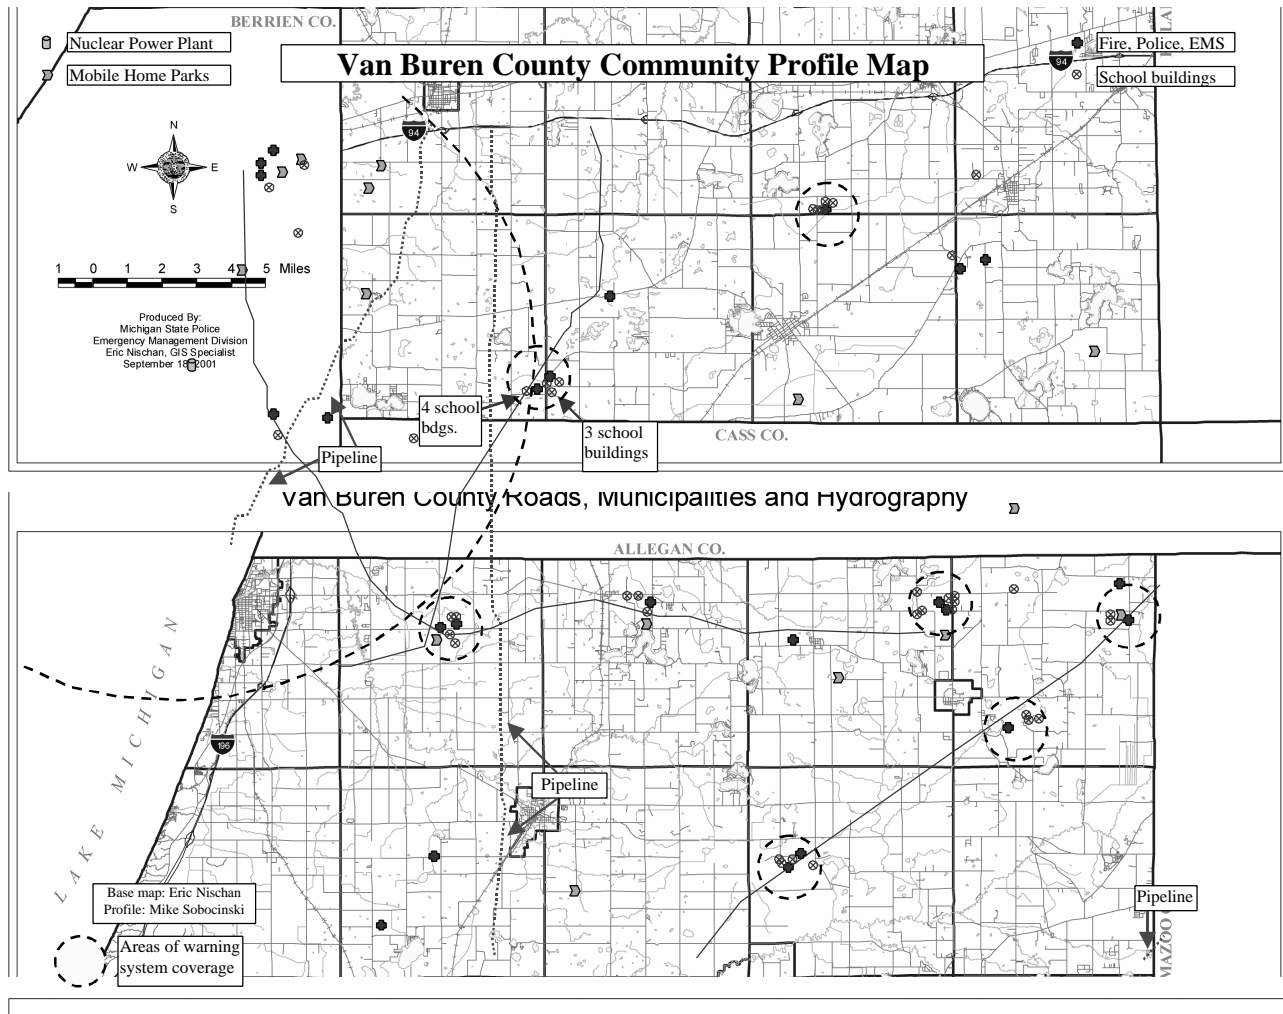 BERRIEN CO.
Nuclear Power Plant
Mobile Home Parks
Van Buren County Community Profile Map
Fire, Police, EMS
School buildings
94
94
N
W E
S
1 0 1 2 3 4 5 Miles
Produced By:
Michigan State Police
Emergency Management Division
Eric Nischan, GIS Specialist
September 18 2001
4 school
bdgs.
3 school
buildings
CASS CO.
Pipeline
Van Buren County Roads, Municipalities and Hydrography
ALLEGAN CO.
LAKE MICHIGAN
196
Pipeline
Base map: Eric Nischan
Profile: Mike Sobocinski
Pipeline
Areas of warning
system coverage